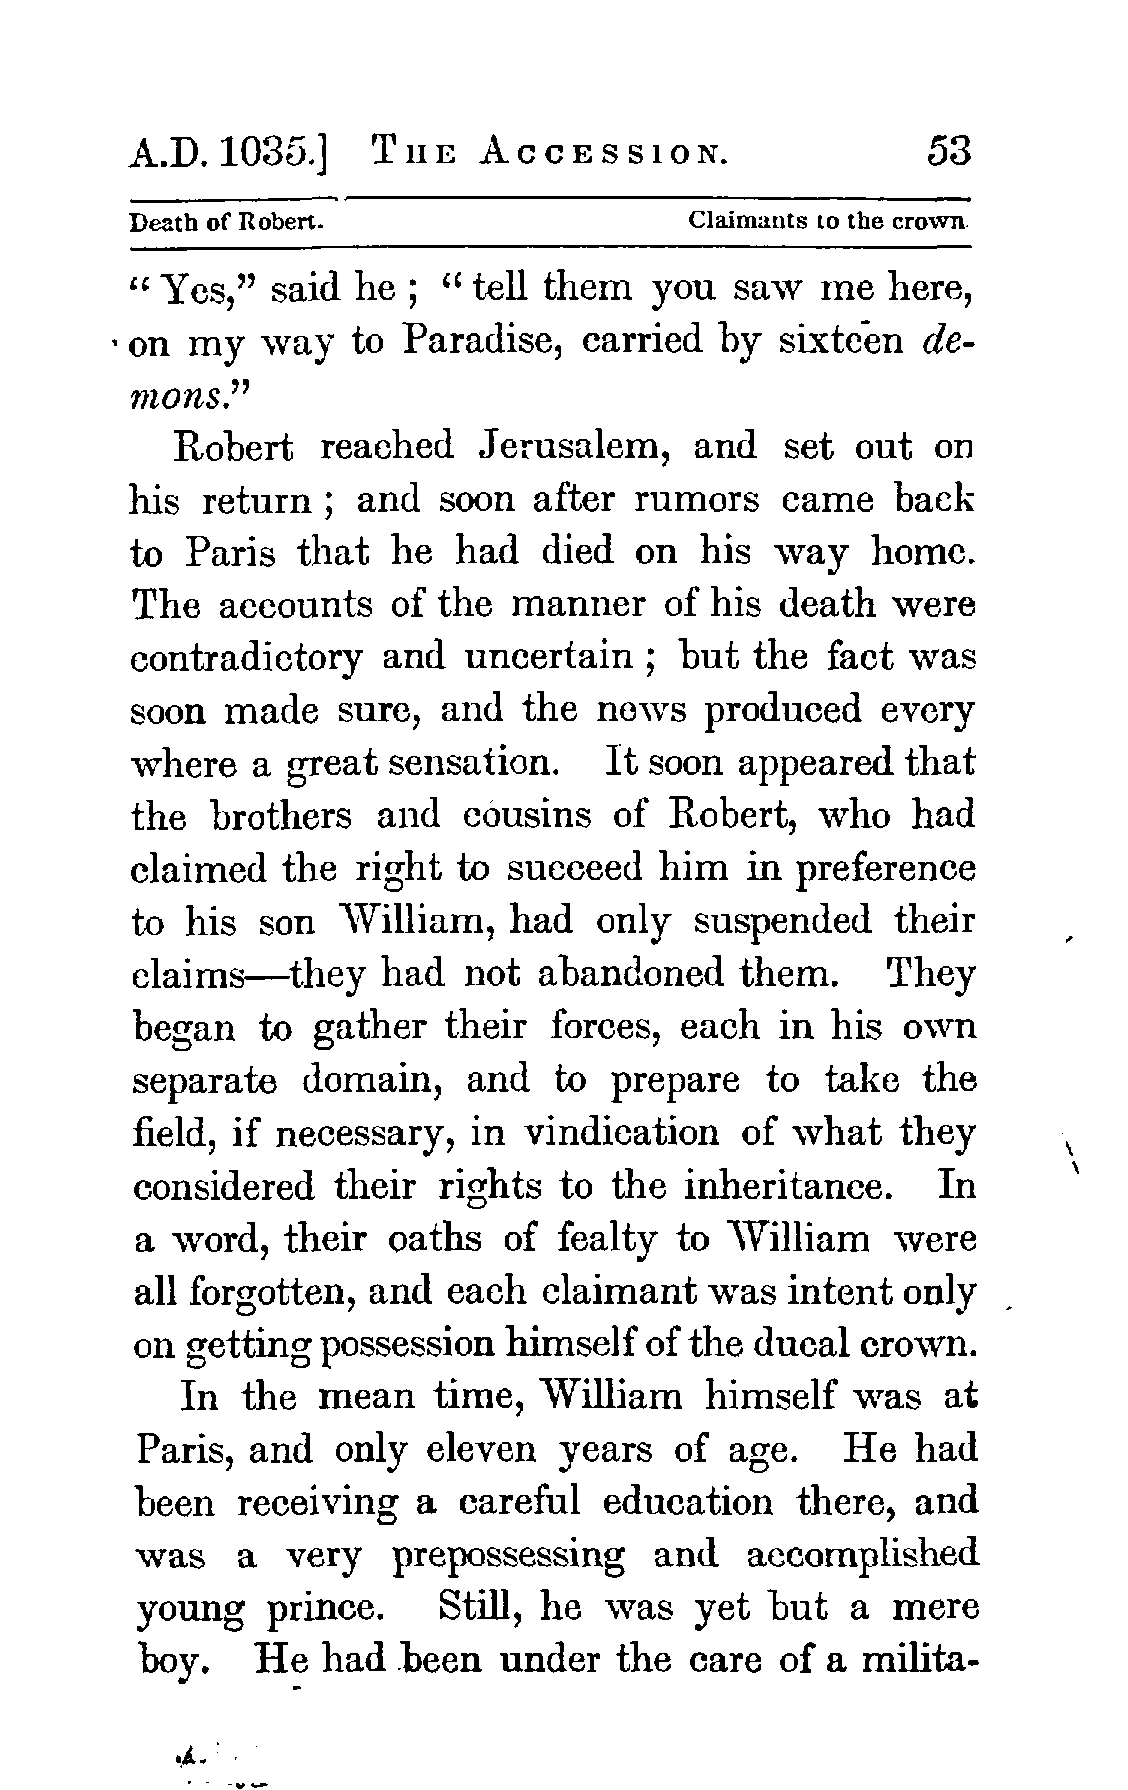 A.D. 1035.] THE ACCESSION. 53
Death of Robert. Claimants to the crown.
“Yes,” said he ; “tell them you saw me here,
on my way to Paradise, carried by sixteen de-
mons.”
Robert reached Jerusalem, and set out on
his return ; and soon after rumors came back
to Paris that he had died on his way home.
The accounts of the manner of his death were
contradictory and uncertain ; but the fact was
soon made sure, and the news produced every
where a great sensation. It soon appeared that
the brothers and cousins of Robert, who had
claimed the right to succeed him in preference
to his son William, had only suspended their
claims—they had not abandoned them. They
began to gather their forces, each in his own
separate domain, and to prepare to take the
field, if necessary, in vindication of what they
considered their rights to the inheritance. In
a word, their oaths of fealty to William were
all forgotten, and each claimant was intent only
on getting possession himself of the ducal crown.
In the mean time, William himself was at
Paris, and only eleven years of age. He had
been receiving a careful education there, and
was a very prepossessing and accomplished
young prince. Still, he was yet but a mere
boy. He had been under the care of a milita-